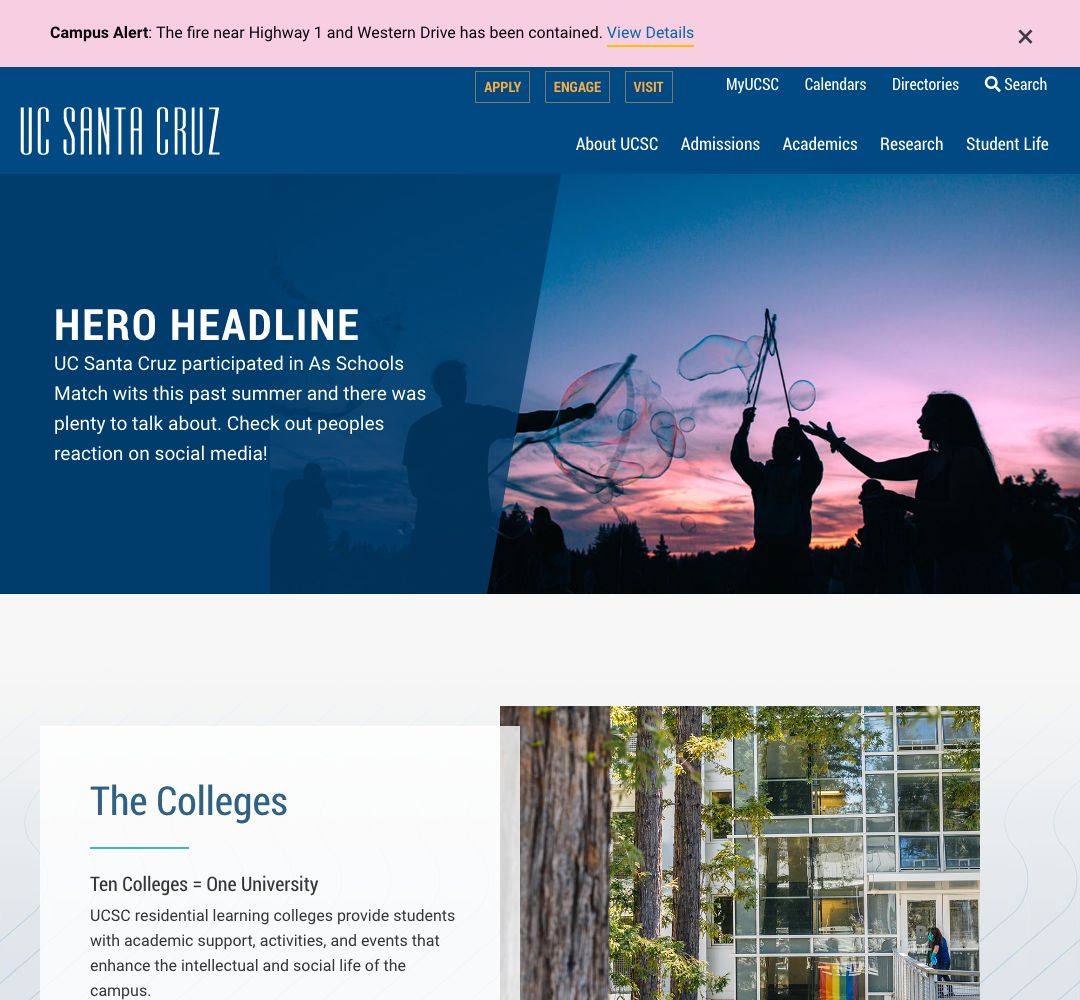 Campus Alert: The fire near Highway 1 and Western Drive has been contained. View Details
APPLY ENGAGE VISIT MyUCSC Calendars Directories Search
UC SANTA CRUZ
About UCSC Admissions Academics Research Student Life
HERO HEADLINE
UC Santa Cruz participated in As Schools
Match wits this past summer and there was
plenty to talk about. Check out peoples
reaction on social media!
The Colleges
Ten Colleges = One University
UCSC residential learning colleges provide students
with academic support, activities, and events that
enhance the intellectual and social life of the
campus.